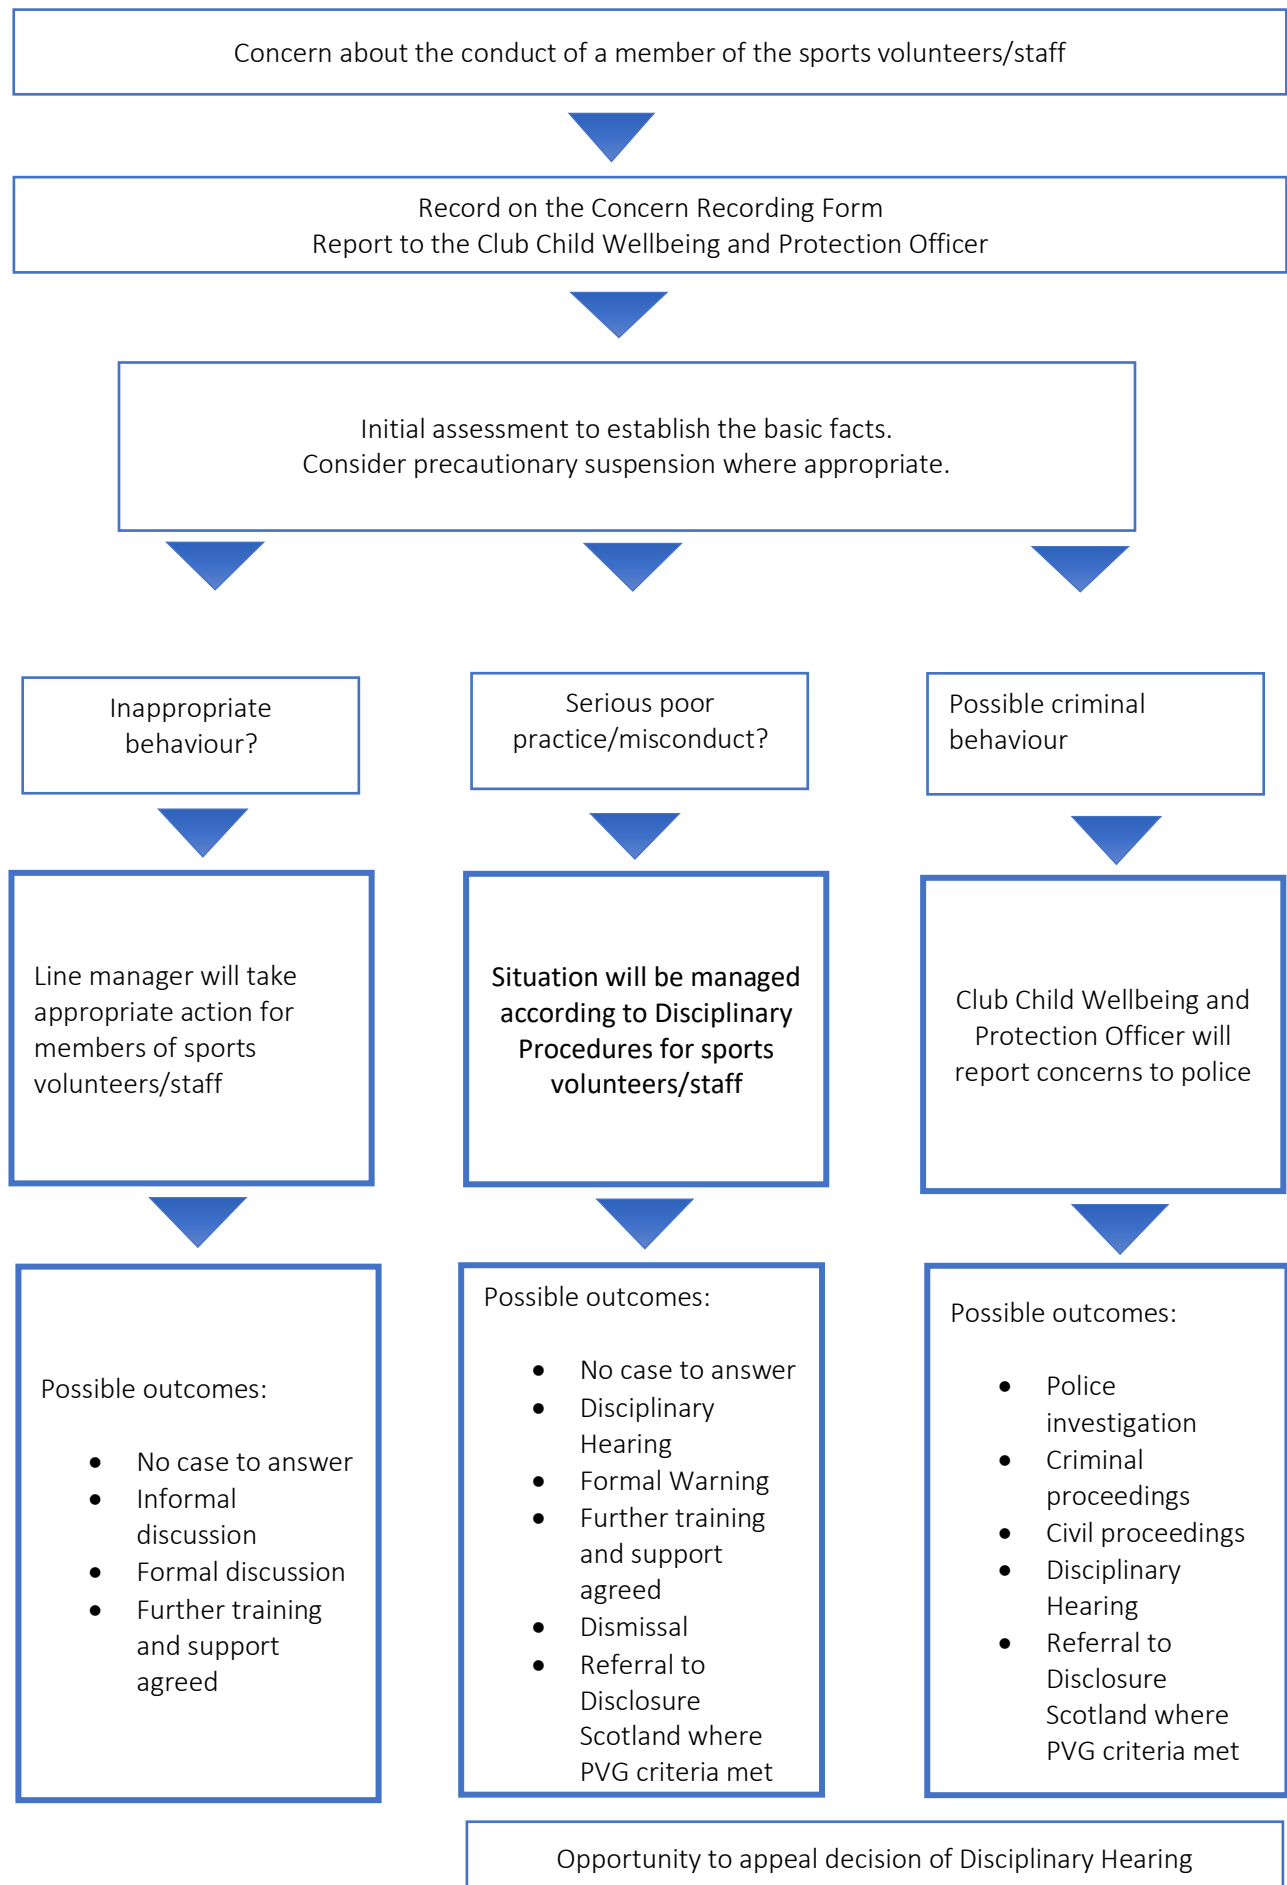 Concern about the conduct of a member of the sports volunteers/staff
Record on the Concern Recording Form
Report to the Club Child Wellbeing and Protection Officer
Initial assessment to establish the basic facts.
Consider precautionary suspension where appropriate.
Inappropriate
behaviour?
Serious poor
practice/misconduct?
Possible criminal
behaviour
Line manager will take
appropriate action for
members of sports
volunteers/staff
Situation will be managed
according to Disciplinary
Procedures for sports
volunteers/staff
Club Child Wellbeing and
Protection Officer will
report concerns to police
Possible outcomes:
• No case to answer
• Informal
discussion
• Formal discussion
• Further training
and support
agreed
Possible outcomes:
• No case to answer
• Disciplinary
Hearing
• Formal Warning
• Further training
and support
agreed
• Dismissal
• Referral to
Disclosure
Scotland where
PVG criteria met
Possible outcomes:
• Police
investigation
• Criminal
proceedings
• Civil proceedings
• Disciplinary
Hearing
• Referral to
Disclosure
Scotland where
PVG criteria met
Opportunity to appeal decision of Disciplinary Hearing